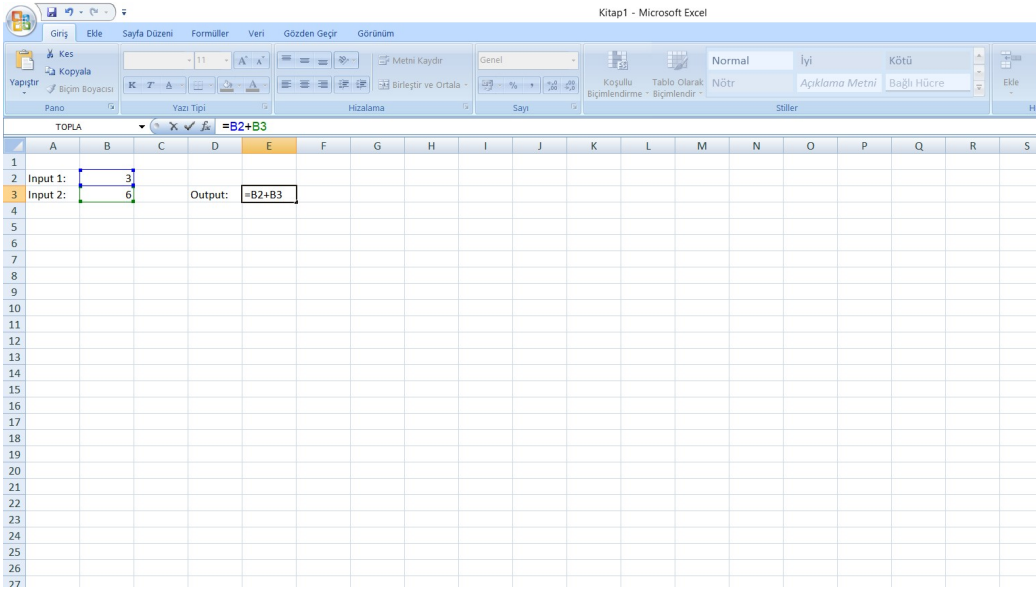 Kitap1 - Microsoft Excel
Giriş Ekle Sayfa Düzeni Formüller Veri Gözden Geçir Görünüm
Yapıştır
Kes
Kopyala
Biçim Boyacısı
Pano
11 A A
K T A A
Yazı Tipi
Metni Kaydır
Birleştir ve Ortala
Hizalama
Genel
% ,00 ,0
Sayı
Koşullu Biçimlendirme
Tablo Olarak Biçimlendir
Normal İyi Kötü
Nötr Açıklama Metni Bağlı Hücre
Stiller
Ekle
H
TOPLA fx =B2+B3
A B C D E F G H I J K L M N O P Q R S
1
2 Input 1: 3
3 Input 2: 6 Output: =B2+B3
4
5
6
7
8
9
10
11
12
13
14
15
16
17
18
19
20
21
22
23
24
25
26
27